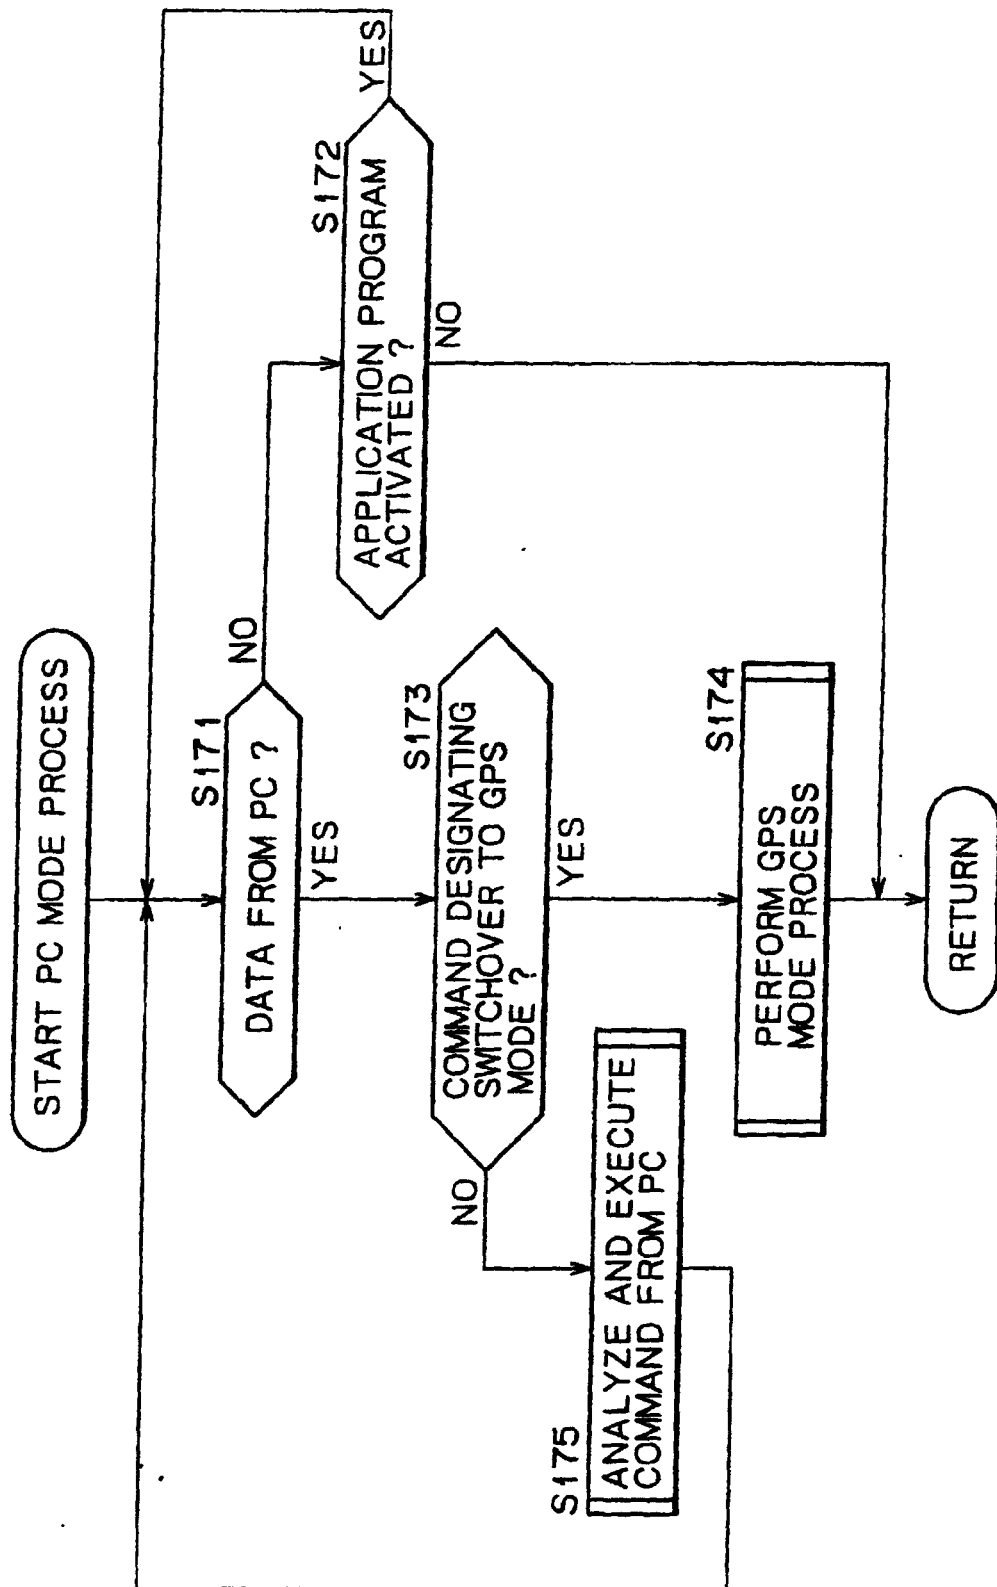 START PC MODE PROCESS
S171
DATA FROM PC ?
NO
YES
S172
APPLICATION PROGRAM
ACTIVATED ?
YES
NO
S173
COMMAND DESIGNATING
SWITCHOVER TO GPS
MODE ?
NO
YES
S175
ANALYZE AND EXECUTE
COMMAND FROM PC
S174
PERFORM GPS
MODE PROCESS
RETURN